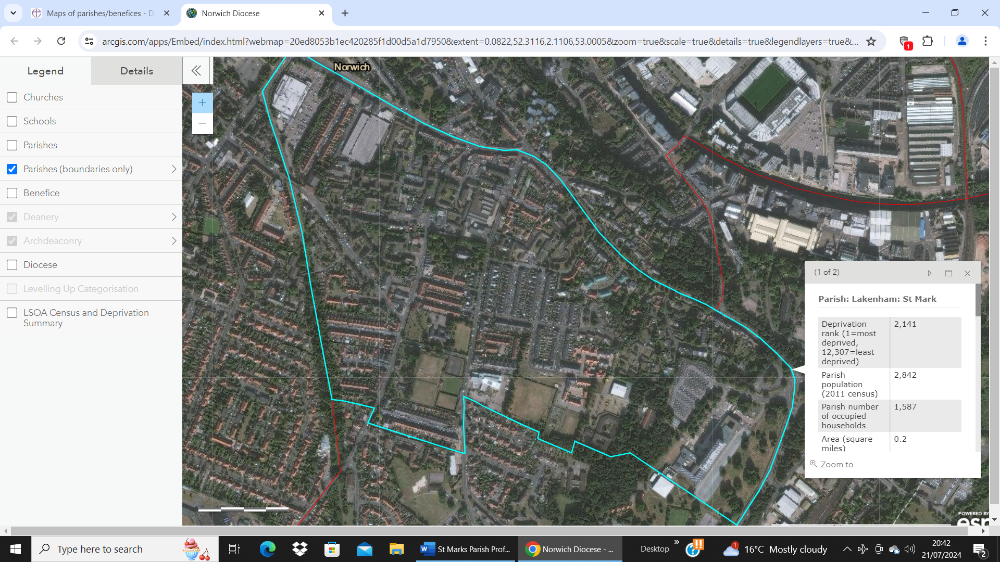 Maps of parishes/benefices - Di
Norwich Diocese
arcgis.com/apps/Embed/index.html?webmap=20ed8053b1ec420285f1d00d5a1d7950&extent=0.0822,52.3116,2.1106,53.0005&zoom=true&scale=true&details=true&legendlayers=true&...
1
Legend
Details
Churches
Schools
Parishes
Parishes (boundaries only)
Benefice
Deanery
Archdeaconry
Diocese
Levelling Up Categorisation
LSOA Census and Deprivation
Summary
+
−
Norwich
(1 of 2)
Parish: Lakenham: St Mark
Deprivation rank (1=most deprived, 12,307=least deprived) 2,141
Parish population (2011 census) 2,842
Parish number of occupied households 1,587
Area (square miles) 0.2
Zoom to
POWERED BY
esri
Type here to search
St Marks Parish Prof...
Norwich Diocese - ...
Desktop
1
16°C Mostly cloudy
20:42
21/07/2024
2